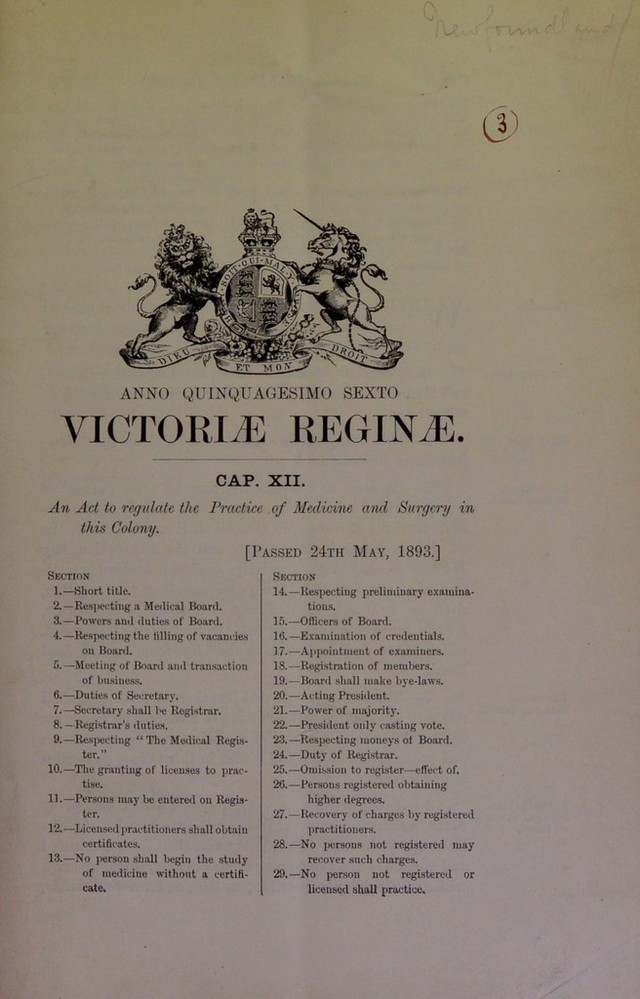 Newfoundland
3
SOIT QUI MAL Y
DIEU ET MON DROIT
ANNO QUINQUAGESIMO SEXTO
VICTORIÆ REGINÆ.
CAP. XII.
An Act to regulate the Practice of Medicine and Surgery in
this Colony.
[PASSED 24TH MAY, 1893.]
SECTION
1.—Short title.
2.—Respecting a Medical Board.
3.—Powers and duties of Board.
4.—Respecting the filling of vacancies
on Board.
5.—Meeting of Board and transaction
of business.
6.—Duties of Secretary.
7.—Secretary shall be Registrar.
8.—Registrar's duties.
9.—Respecting “The Medical Regis-
ter.”
10.—The granting of licenses to prac-
tise.
11.—Persons may be entered on Regis-
ter.
12.—Licensed practitioners shall obtain
certificates.
13.—No person shall begin the study
of medicine without a certifi-
cate.
SECTION
14.—Respecting preliminary examina-
tions.
15.—Officers of Board.
16.—Examination of credentials.
17.—Appointment of examiners.
18.—Registration of members.
19.—Board shall make bye-laws.
20.—Acting President.
21.—Power of majority.
22.—President only casting vote.
23.—Respecting moneys of Board.
24.—Duty of Registrar.
25.—Omission to register—effect of.
26.—Persons registered obtaining
higher degrees.
27.—Recovery of charges by registered
practitioners.
28.—No persons not registered may
recover such charges.
29.—No person not registered or
licensed shall practice.